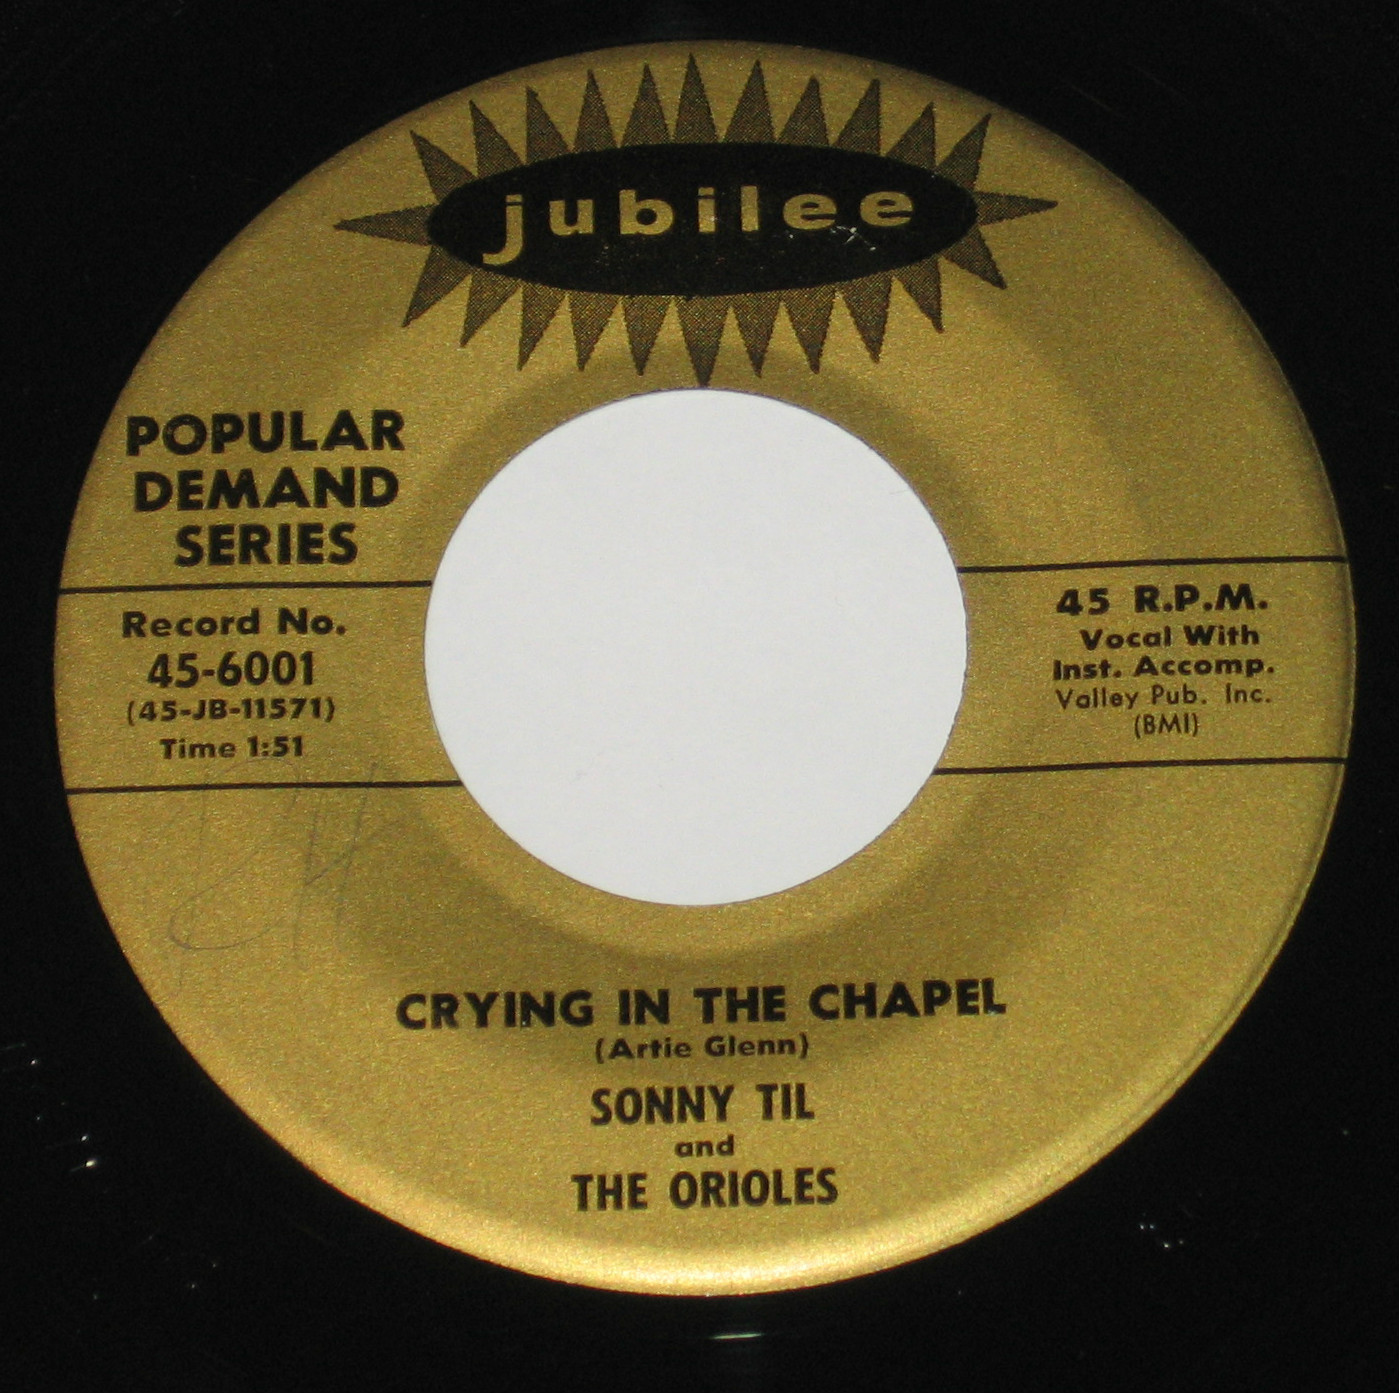 jubilee
POPULAR
DEMAND
SERIES
Record No.
45-6001
(45-JB-11571)
Time 1:51
45 R.P.M.
Vocal With
Inst. Accomp.
Valley Pub. Inc.
(BMI)
CRYING IN THE CHAPEL
(Artie Glenn)
SONNY TIL
and
THE ORIOLES